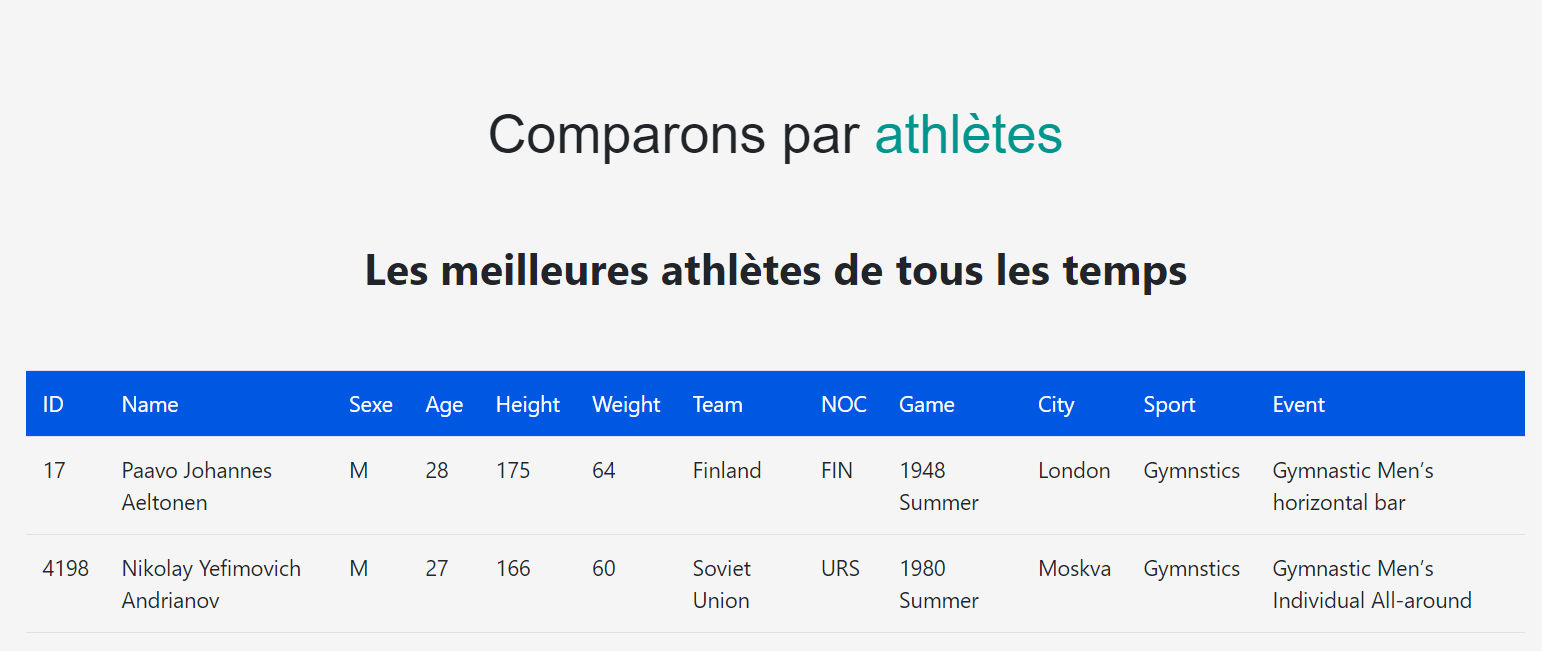 Comparons par athlètes
Les meilleures athlètes de tous les temps
ID Name Sexe Age Height Weight Team NOC Game City Sport Event
17 Paavo Johannes Aeltonen M 28 175 64 Finland FIN 1948 Summer London Gymnstics Gymnastic Men’s horizontal bar
4198 Nikolay Yefimovich Andrianov M 27 166 60 Soviet Union URS 1980 Summer Moskva Gymnstics Gymnastic Men’s Individual All-around